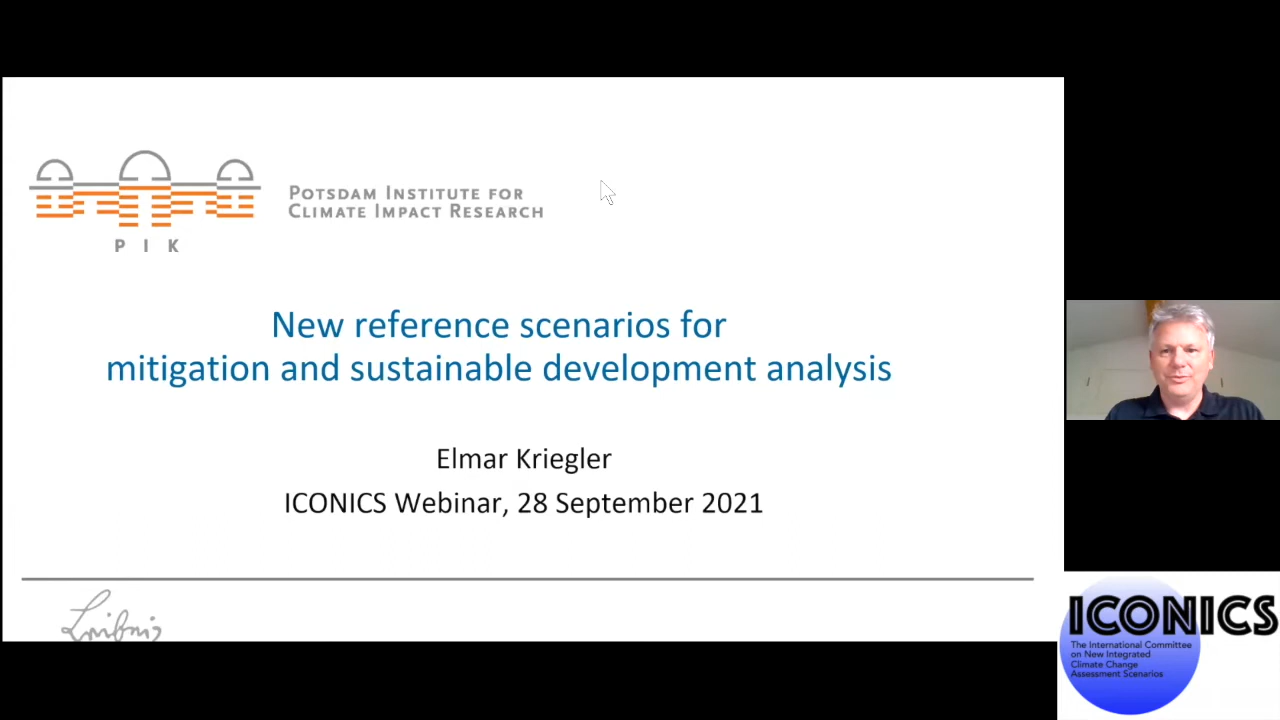 POTSDAM INSTITUTE FOR
CLIMATE IMPACT RESEARCH
PIK
New reference scenarios for
mitigation and sustainable development analysis
Elmar Kriegler
ICONICS Webinar, 28 September 2021
Leibniz
ICONICS
The International Committee
on New Integrated
Climate Change
Assessment Scenarios